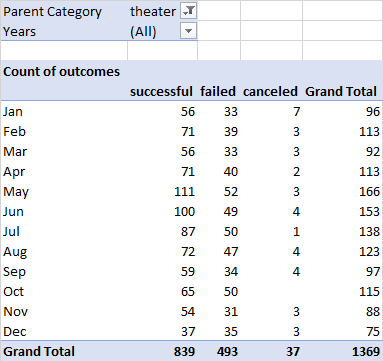 Parent Category theater
Years (All)
Count of outcomes
successful failed canceled Grand Total
Jan 56 33 7 96
Feb 71 39 3 113
Mar 56 33 3 92
Apr 71 40 2 113
May 111 52 3 166
Jun 100 49 4 153
Jul 87 50 1 138
Aug 72 47 4 123
Sep 59 34 4 97
Oct 65 50 115
Nov 54 31 3 88
Dec 37 35 3 75
Grand Total 839 493 37 1369